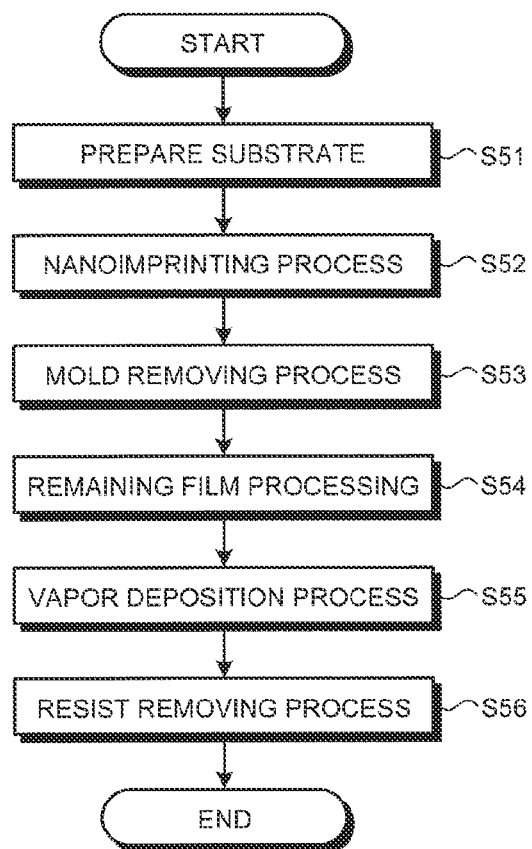 START
PREPARE SUBSTRATE
S51
NANOIMPRINTING PROCESS
S52
MOLD REMOVING PROCESS
S53
REMAINING FILM PROCESSING
S54
VAPOR DEPOSITION PROCESS
S55
RESIST REMOVING PROCESS
S56
END